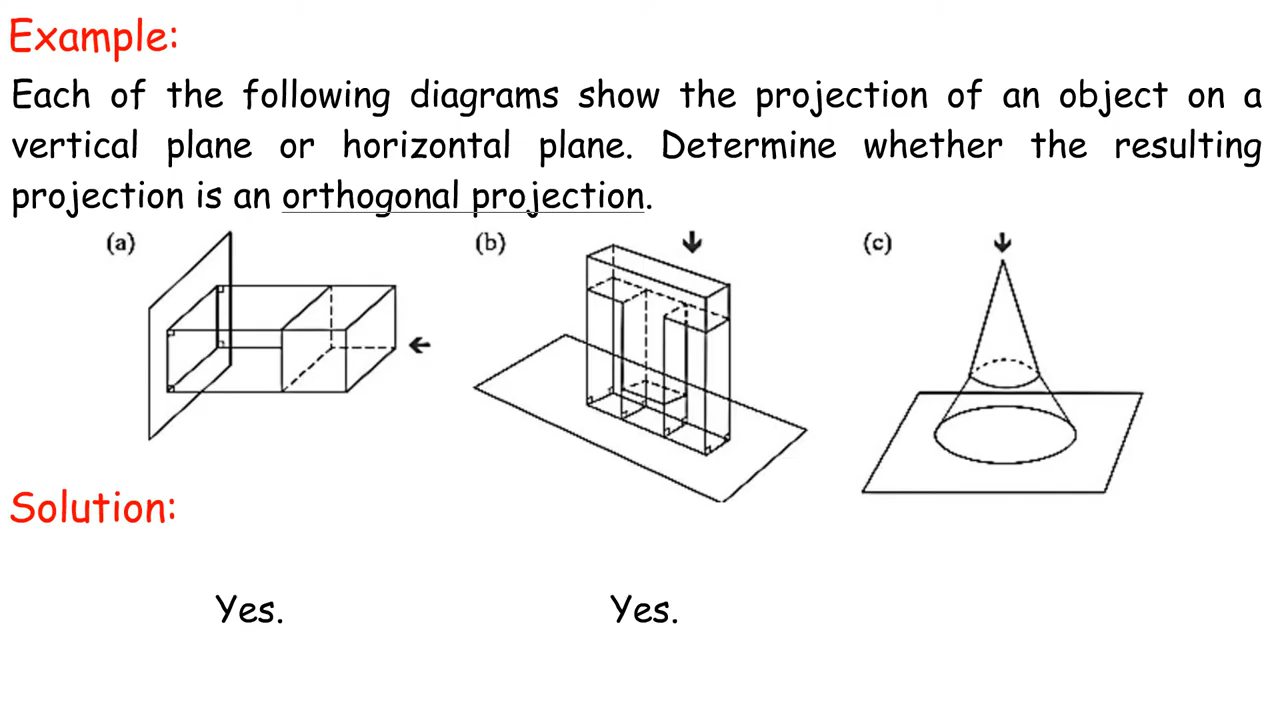 Example:
Each of the following diagrams show the projection of an object on a
vertical plane or horizontal plane. Determine whether the resulting
projection is an orthogonal projection.
(a)
(b)
(c)
Solution:
Yes.
Yes.